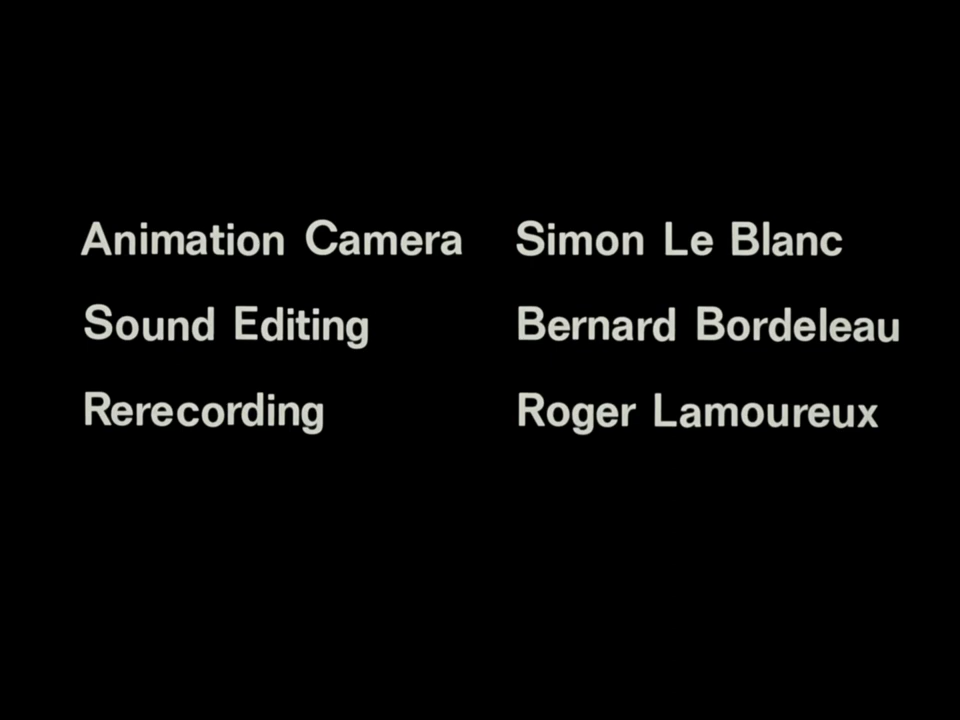 Animation Camera Simon Le Blanc
Sound Editing Bernard Bordeleau
Rerecording Roger Lamoureux